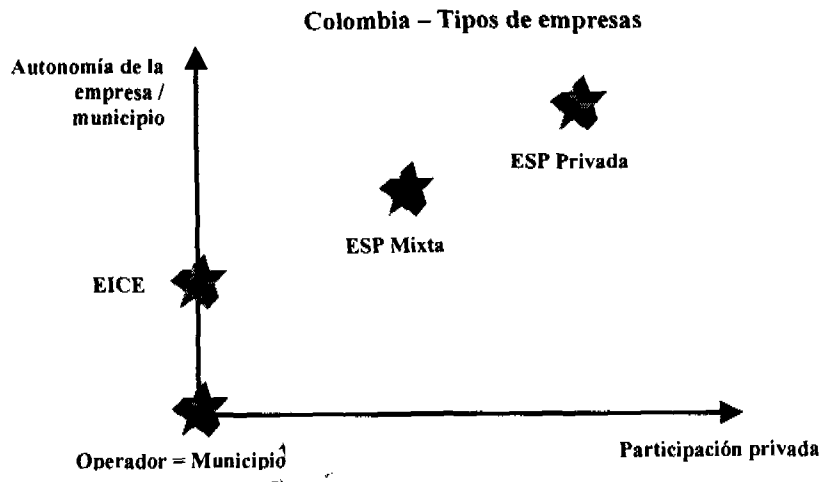 Colombia – Tipos de empresas
Autonomía de la
empresa /
municipio
ESP Privada
ESP Mixta
EICE
Operador = Municipio
Participación privada